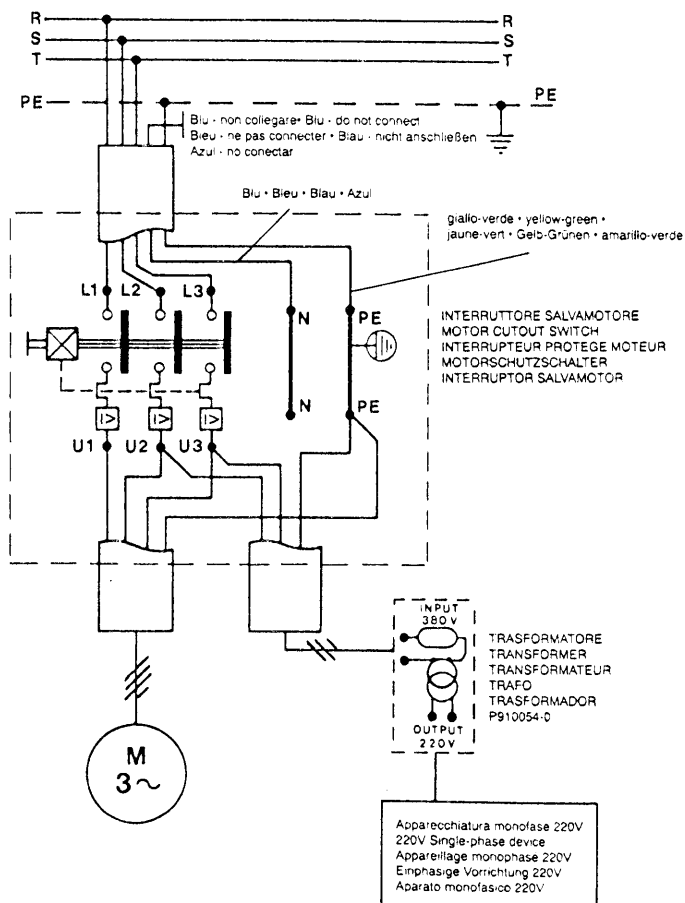 R R
S S
T T
PE PE
Blu - non collegare • Blu - do not connect
Bleu - ne pas connecter • Blau - nicht anschließen
Azul - no conectar
Blu • Bleu • Blau • Azul
giallo-verde • yellow-green •
jaune-vert • Gelb-Grünen • amarillo-verde
L1 L2 L3
N PE
INTERRUTTORE SALVAMOTORE
MOTOR CUTOUT SWITCH
INTERRUPTEUR PROTEGE MOTEUR
MOTORSCHUTZSCHALTER
INTERRUPTOR SALVAMOTOR
N PE
I> I> I>
U1 U2 U3
INPUT
380 V
TRASFORMATORE
TRANSFORMER
TRANSFORMATEUR
TRAFO
TRASFORMADOR
P910054-0
OUTPUT
220 V
M
3~
Apparecchiatura monofase 220V
220V Single-phase device
Appareillage monophase 220V
Einphasige Vorrichtung 220V
Aparato monofasico 220V